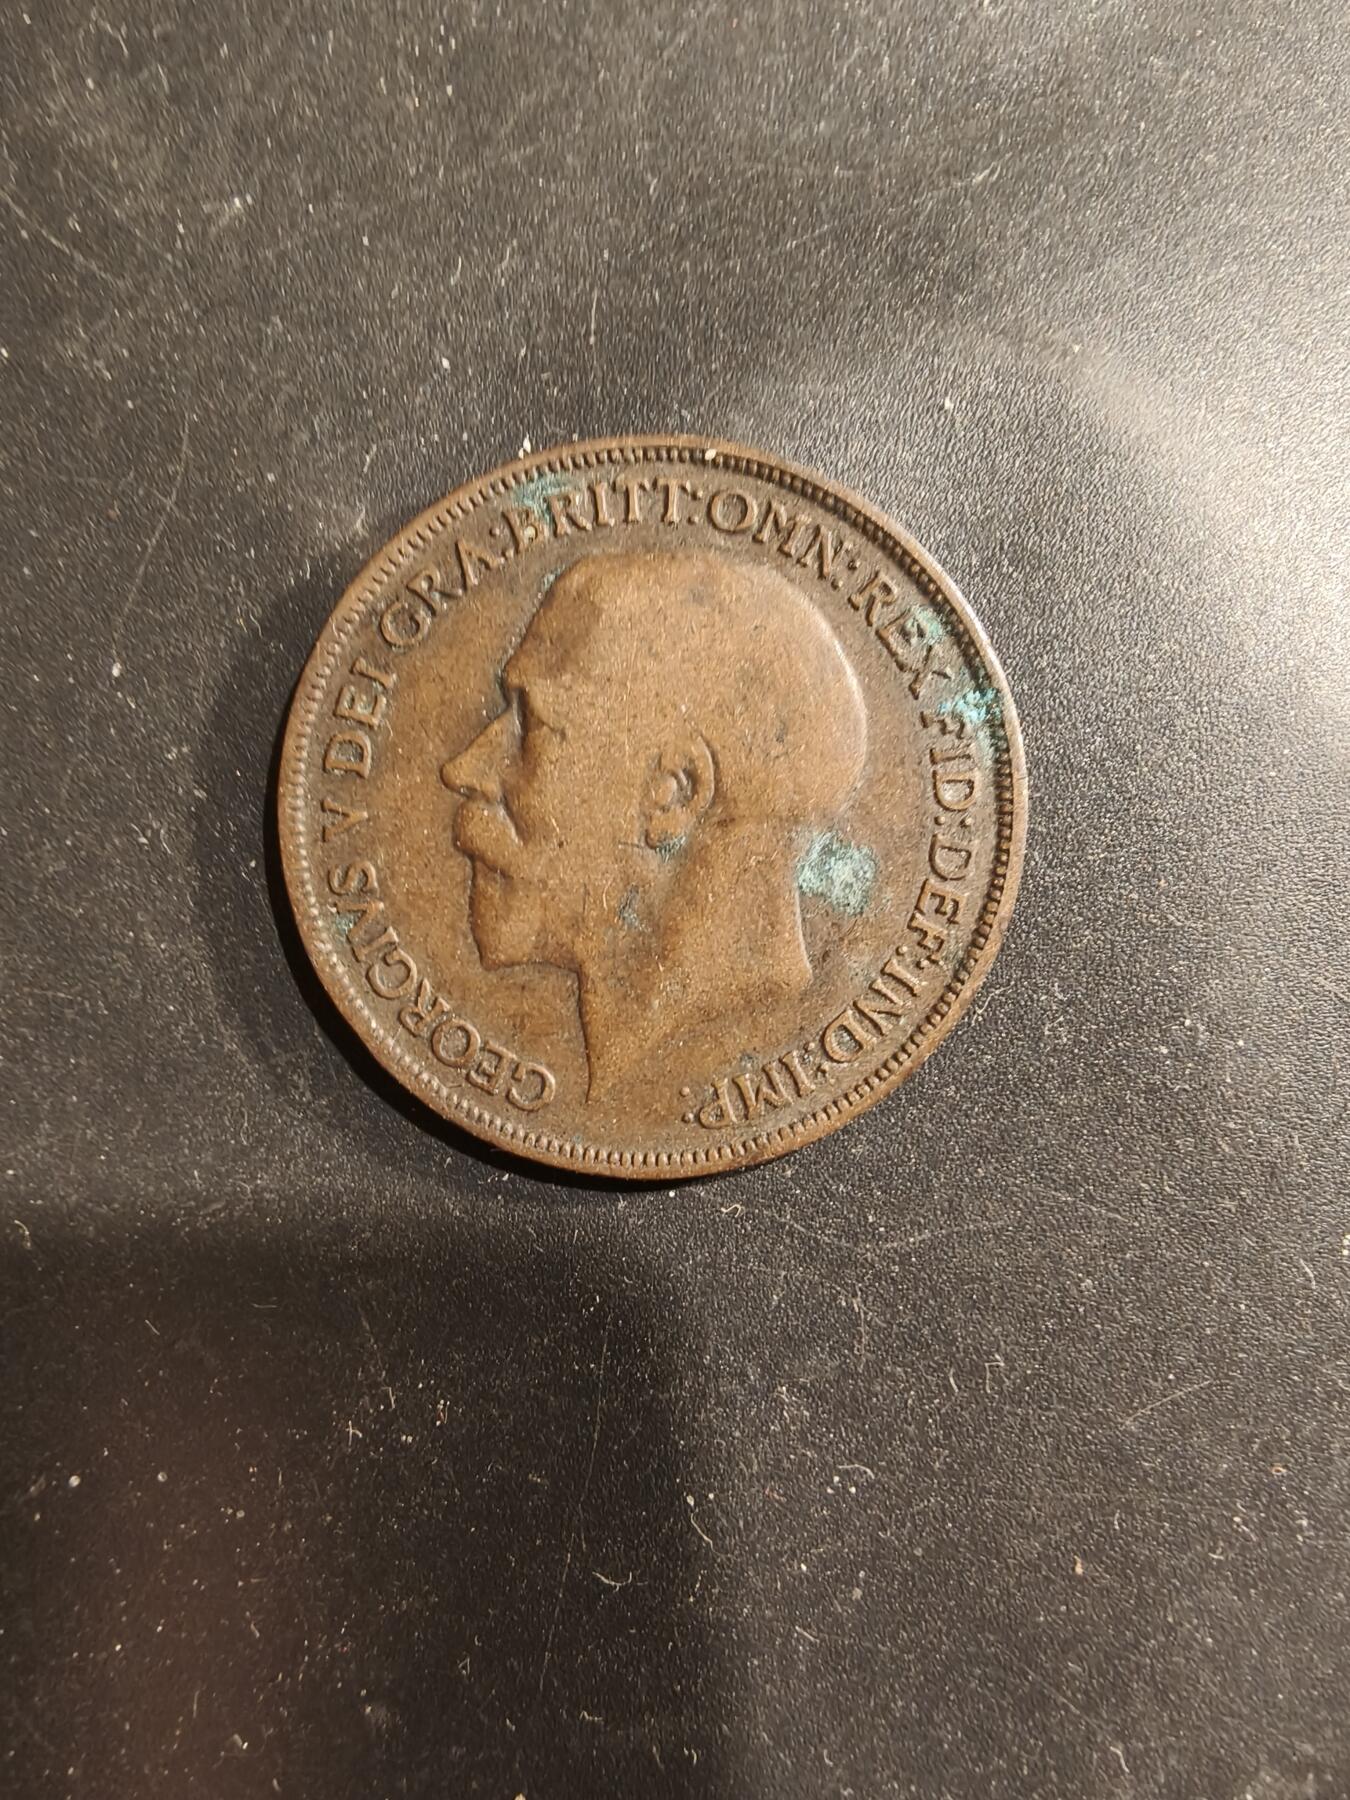 GEORGIVS V DEI GRA:BRITT:OMN:REX FID:DEF:IND:IMP: